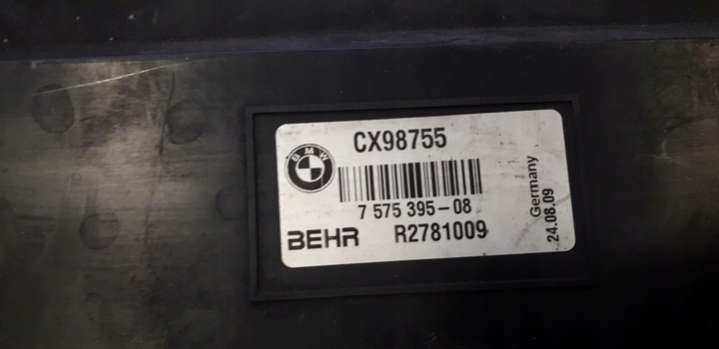 CX98755
BMW
7 575 395-08
BEHR R2781009
Germany
24.08.09